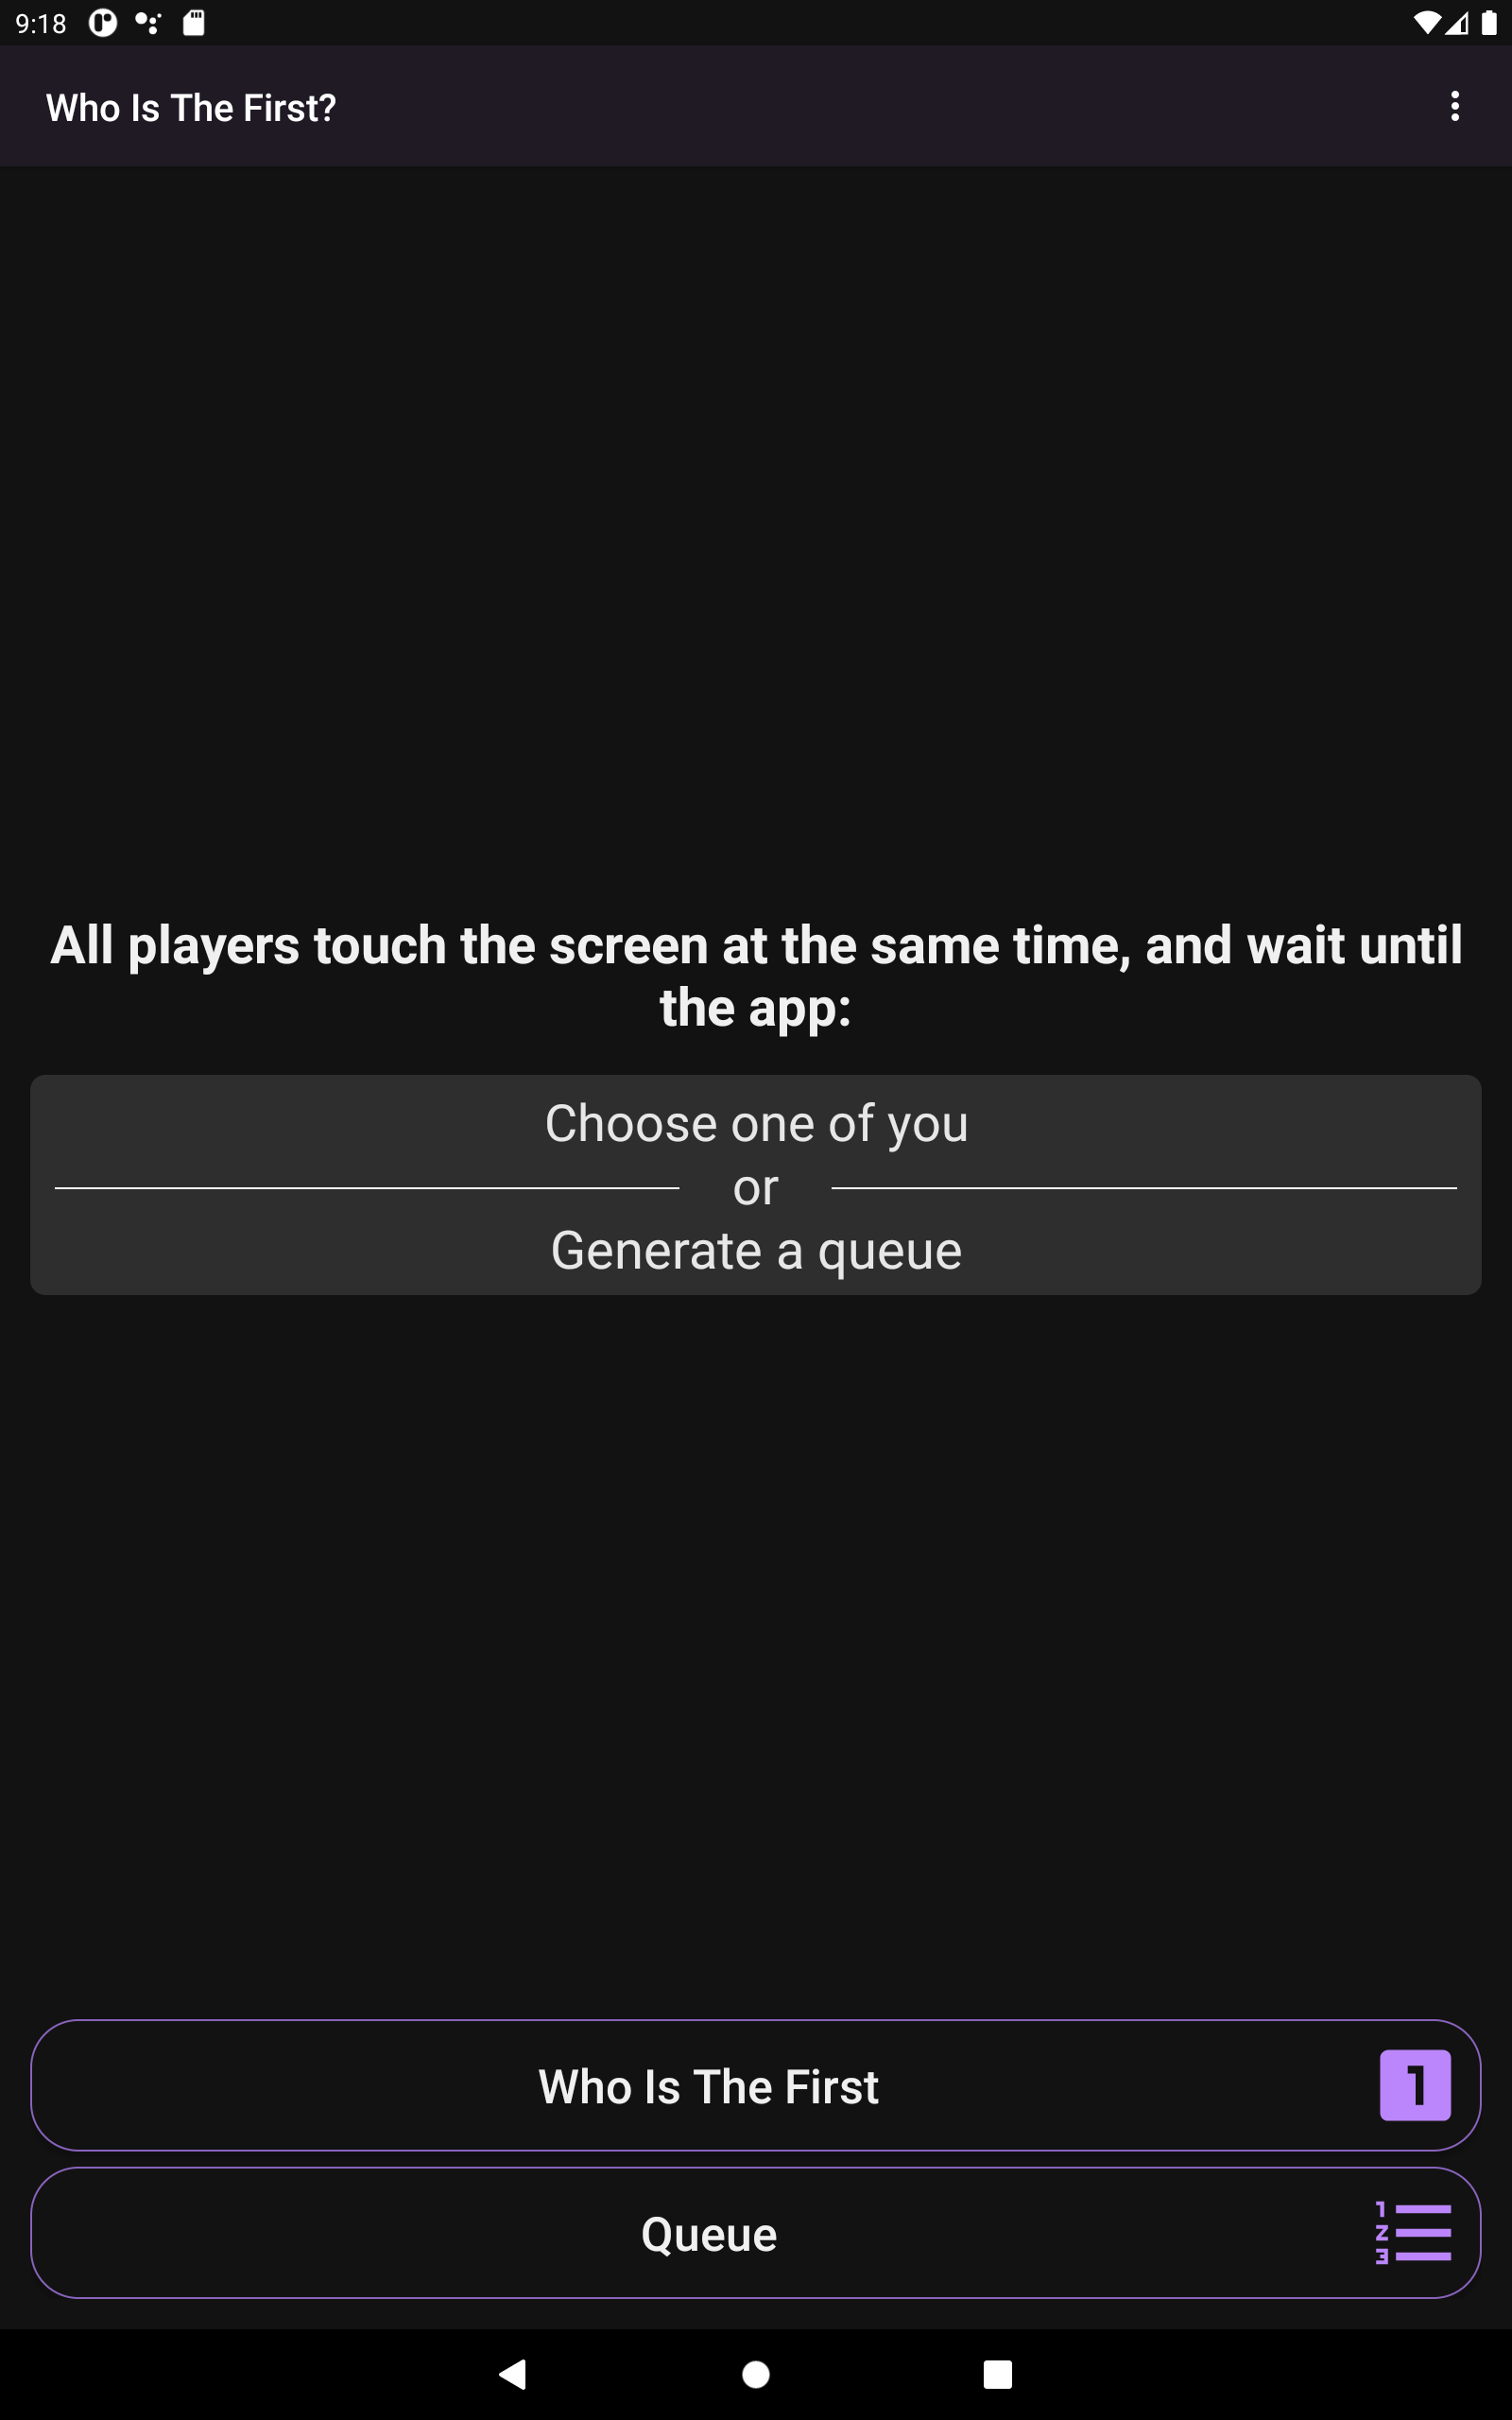 9:18
Who Is The First?
All players touch the screen at the same time, and wait until
the app:
Choose one of you
or
Generate a queue
Who Is The First
1
Queue
1
2
3